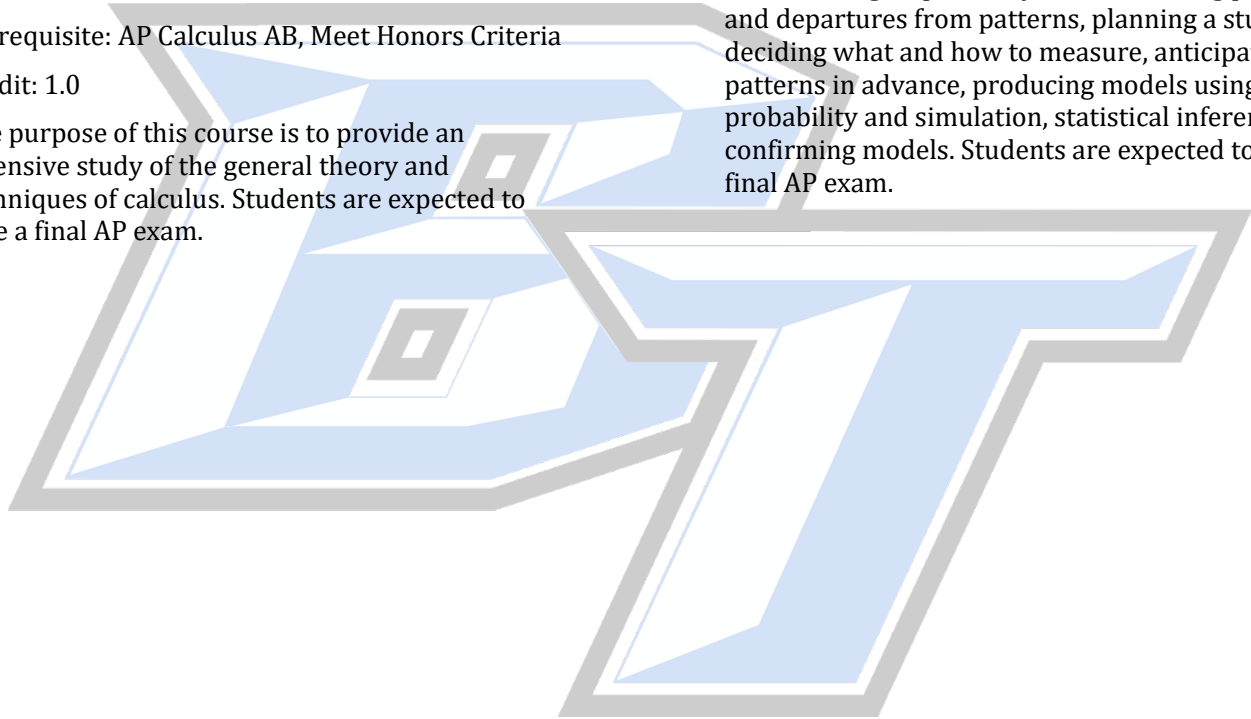 requisite: AP Calculus AB, Meet Honors Criteria
dit: 1.0
e purpose of this course is to provide an
ensive study of the general theory and
hniques of calculus. Students are expected to
e a final AP exam.
and departures from patterns, planning a stu
deciding what and how to measure, anticipat
patterns in advance, producing models using
probability and simulation, statistical inferen
confirming models. Students are expected to
final AP exam.
BT